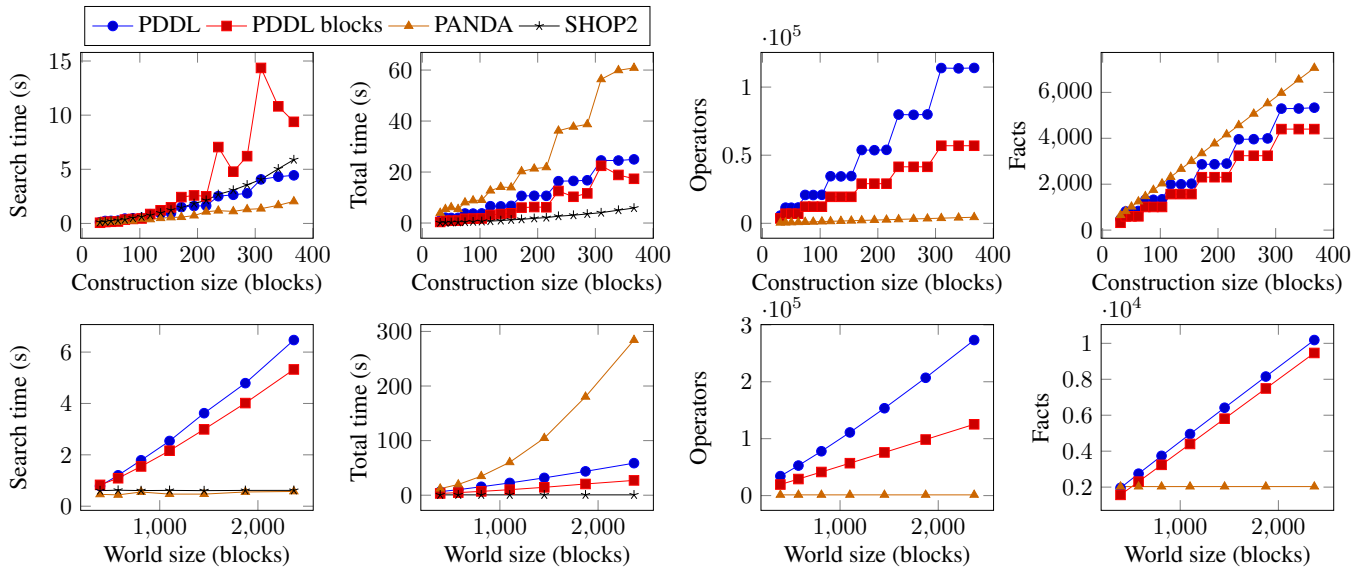 PDDL PDDL blocks PANDA SHOP2
Search time (s)
15
10
5
0
0 100 200 300 400
Construction size (blocks)
Total time (s)
60
40
20
0
0 100 200 300 400
Construction size (blocks)
·10^5
Operators
1
0.5
0
0 100 200 300 400
Construction size (blocks)
Facts
6,000
4,000
2,000
0
0 100 200 300 400
Construction size (blocks)
Search time (s)
6
4
2
0
1,000 2,000
World size (blocks)
Total time (s)
300
200
100
0
1,000 2,000
World size (blocks)
·10^5
Operators
3
2
1
0
1,000 2,000
World size (blocks)
·10^4
Facts
1
0.8
0.6
0.4
0.2
1,000 2,000
World size (blocks)